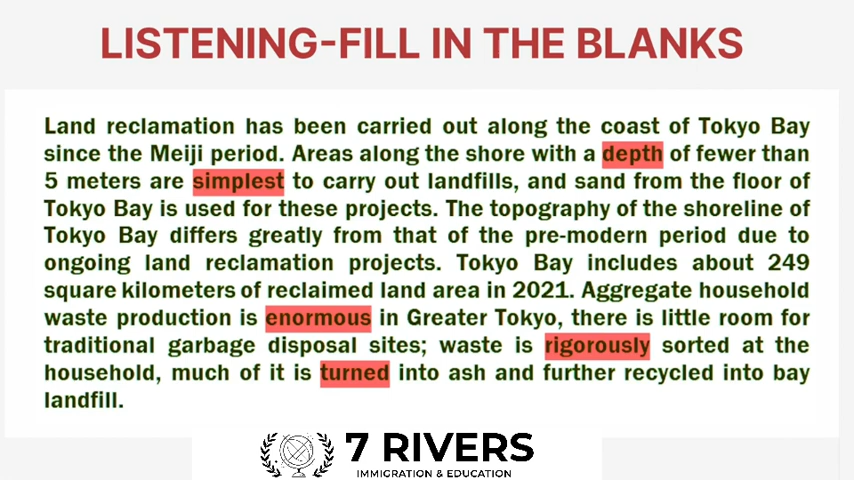 LISTENING-FILL IN THE BLANKS
Land reclamation has been carried out along the coast of Tokyo Bay
since the Meiji period. Areas along the shore with a depth of fewer than
5 meters are simplest to carry out landfills, and sand from the floor of
Tokyo Bay is used for these projects. The topography of the shoreline of
Tokyo Bay differs greatly from that of the pre-modern period due to
ongoing land reclamation projects. Tokyo Bay includes about 249
square kilometers of reclaimed land area in 2021. Aggregate household
waste production is enormous in Greater Tokyo, there is little room for
traditional garbage disposal sites; waste is rigorously sorted at the
household, much of it is turned into ash and further recycled into bay
landfill.
7 RIVERS
IMMIGRATION & EDUCATION